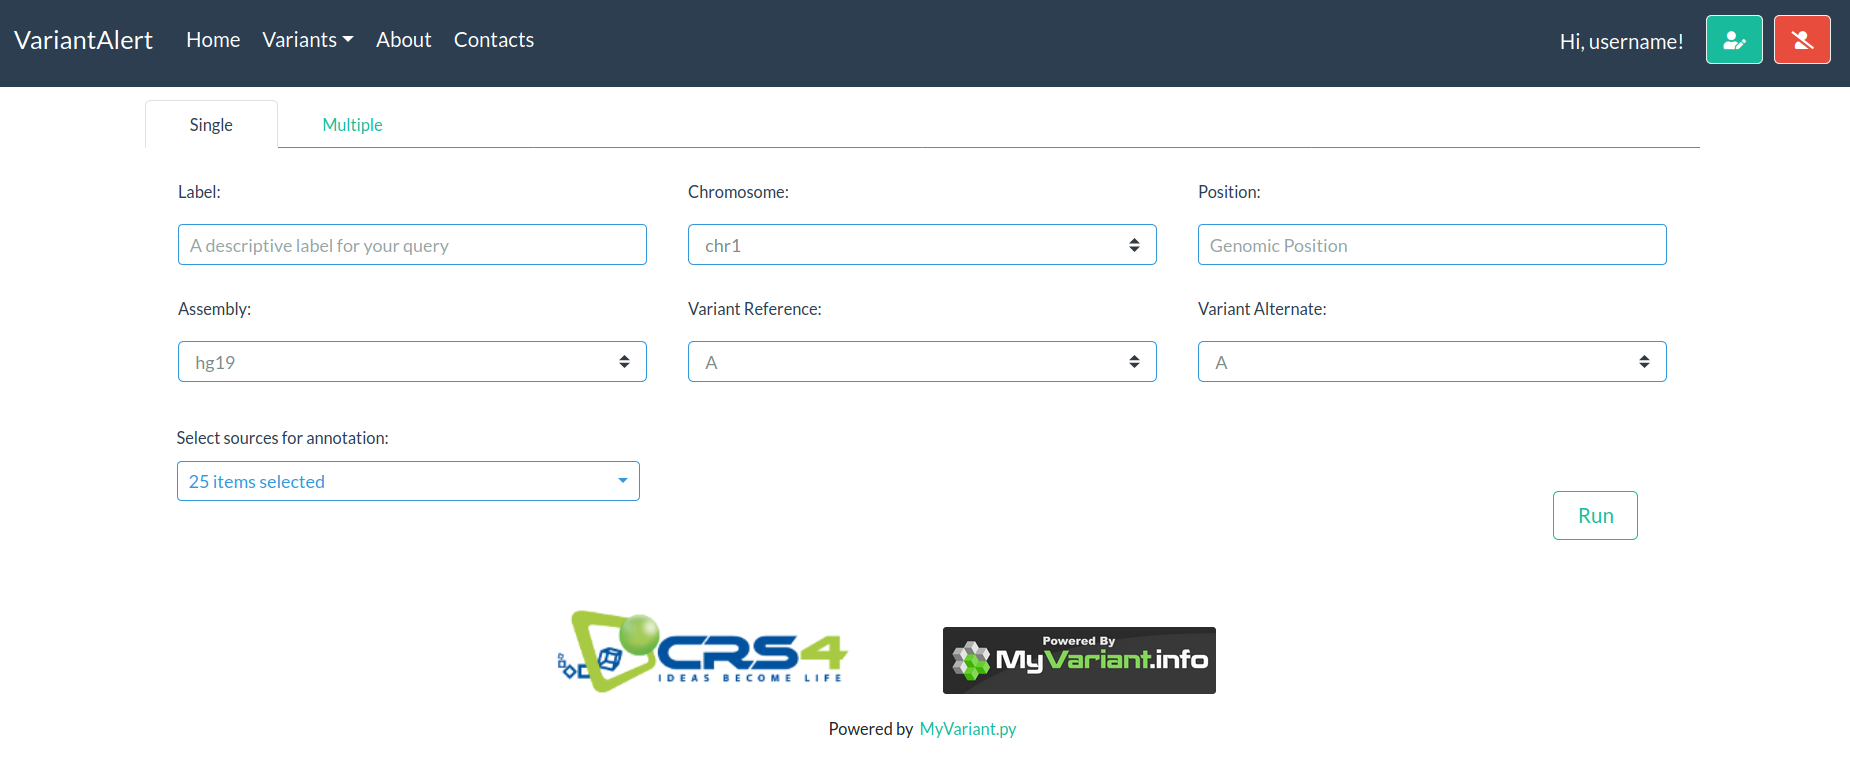 VariantAlert Home Variants About Contacts Hi, username!
Single Multiple
Label: Chromosome: Position:
A descriptive label for your query chr1 Genomic Position
Assembly: Variant Reference: Variant Alternate:
hg19 A A
Select sources for annotation:
25 items selected
Run
CRS4
IDEAS BECOME LIFE
Powered By
MyVariant.info
Powered by MyVariant.py